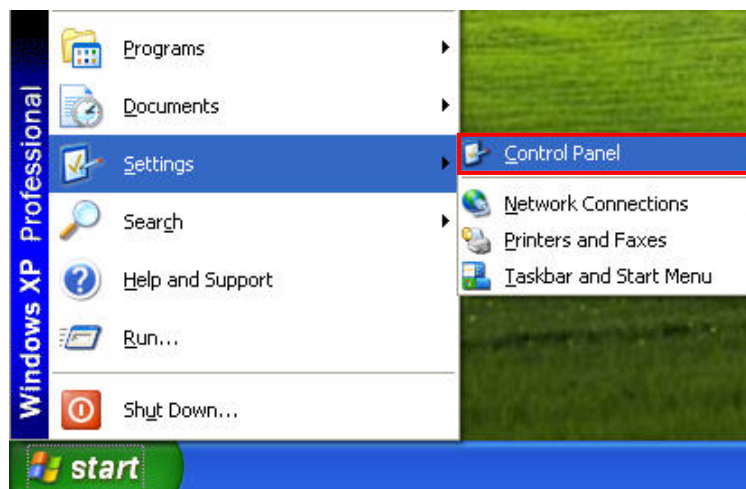 Programs
Documents
Settings
Search
Help and Support
Run...
Shut Down...
Control Panel
Network Connections
Printers and Faxes
Taskbar and Start Menu
Windows XP Professional
start